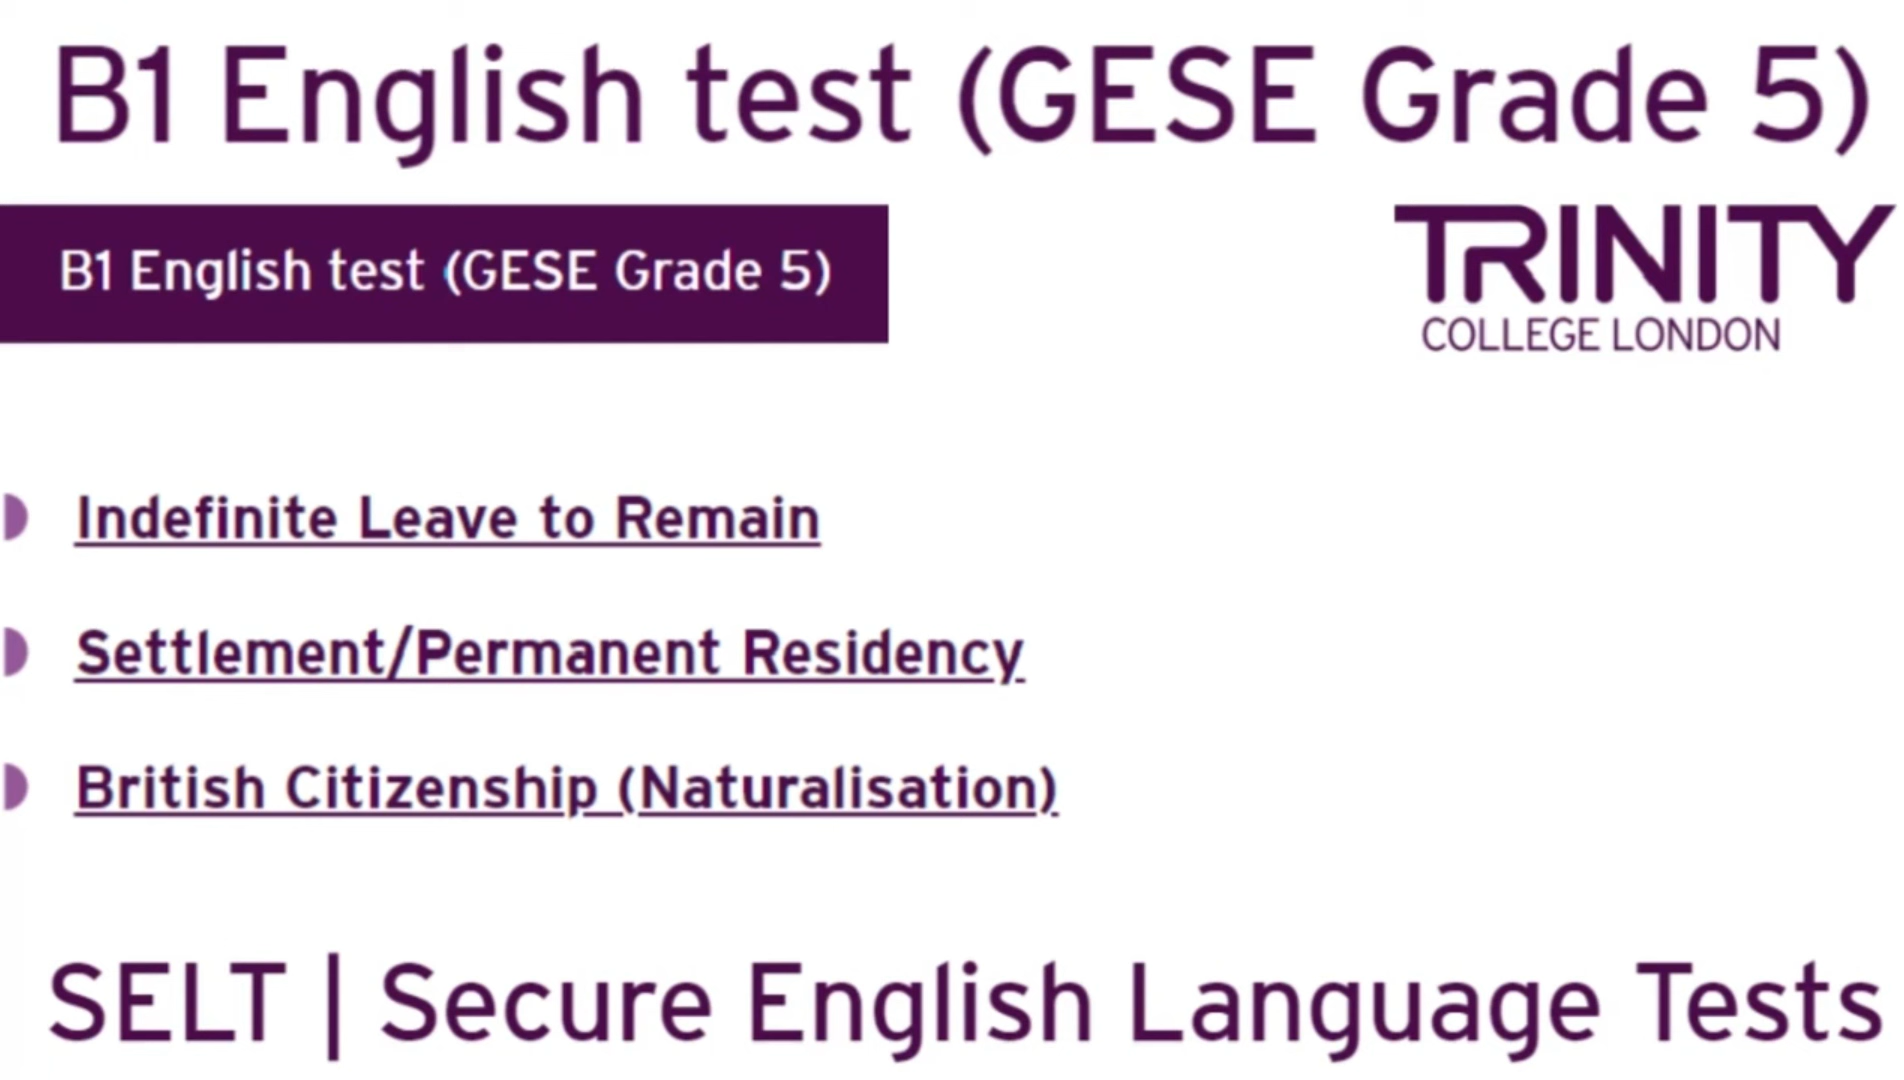 B1 English test (GESE Grade 5)
B1 English test (GESE Grade 5)
TRINITY
COLLEGE LONDON
Indefinite Leave to Remain
Settlement/Permanent Residency
British Citizenship (Naturalisation)
SELT | Secure English Language Tests